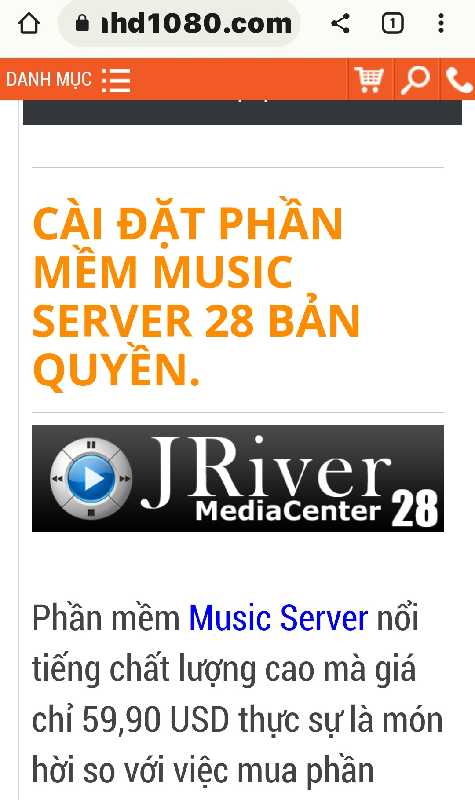 hd1080.com
1
DANH MỤC
CÀI ĐẶT PHẦN
MỀM MUSIC
SERVER 28 BẢN
QUYỀN.
JRiver
MediaCenter 28
Phần mềm Music Server nổi
tiếng chất lượng cao mà giá
chỉ 59,90 USD thực sự là món
hời so với việc mua phần